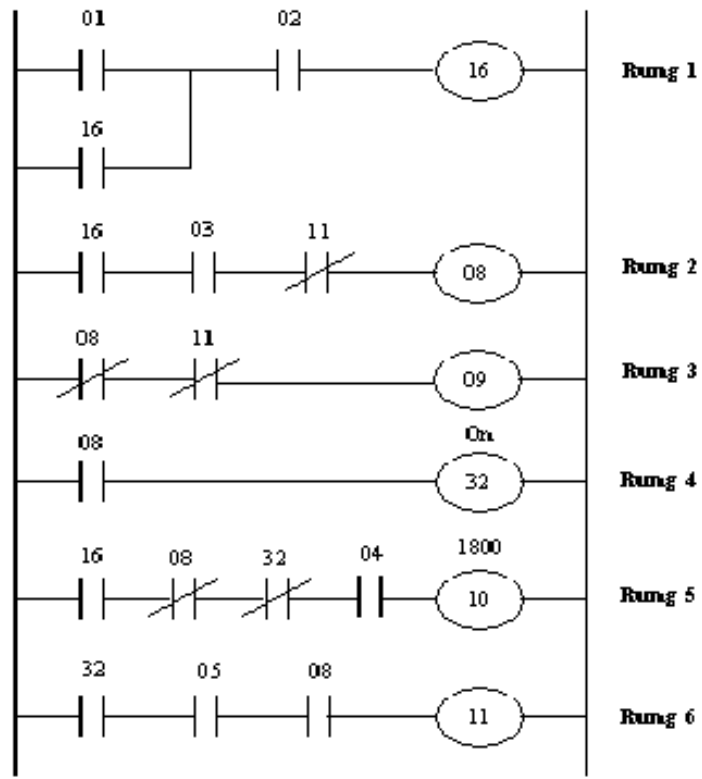 01 02
16 Rung 1
16
16 03 11
08 Rung 2
08 11
09 Rung 3
08 On
32 Rung 4
16 08 32 04 1800
10 Rung 5
32 05 08
11 Rung 6